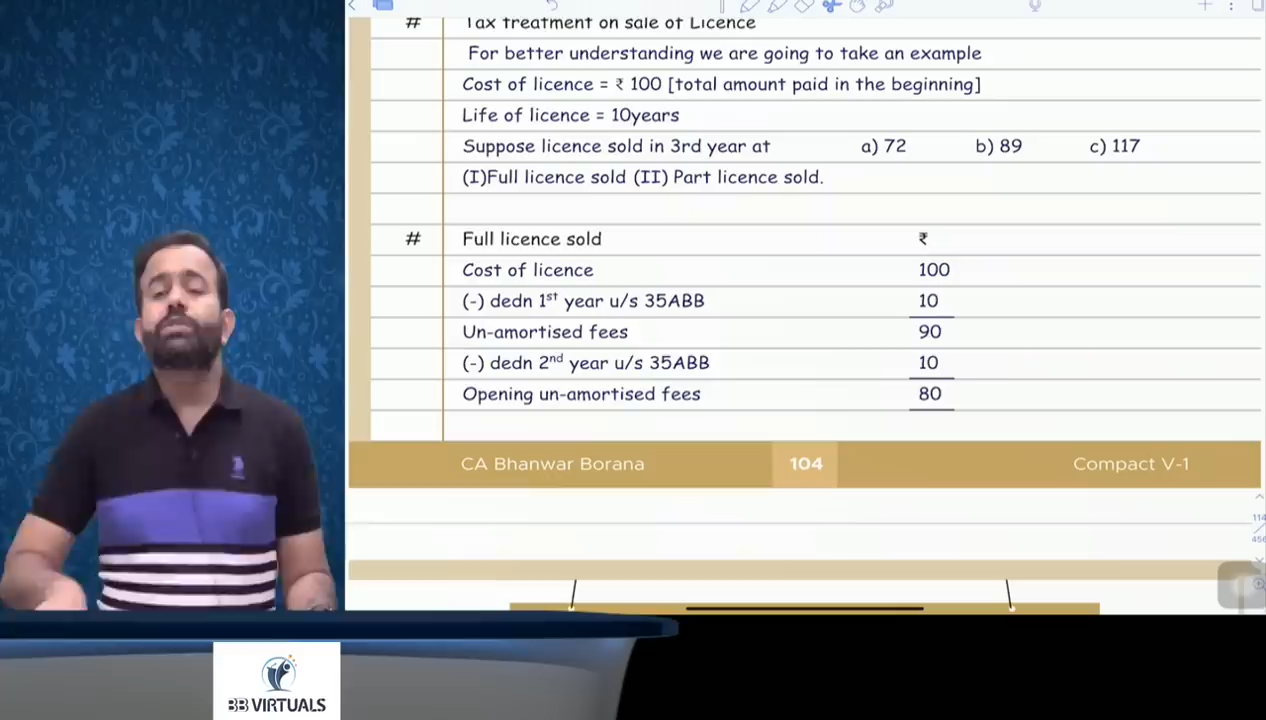 # Tax treatment on sale of Licence
For better understanding we are going to take an example
Cost of licence = ₹ 100 [total amount paid in the beginning]
Life of licence = 10years
Suppose licence sold in 3rd year at a) 72 b) 89 c) 117
(I)Full licence sold (II) Part licence sold.
# Full licence sold ₹
Cost of licence 100
(-) dedn 1st year u/s 35ABB 10
Un-amortised fees 90
(-) dedn 2nd year u/s 35ABB 10
Opening un-amortised fees 80
CA Bhanwar Borana 104 Compact V-1
114
456
BB VIRTUALS